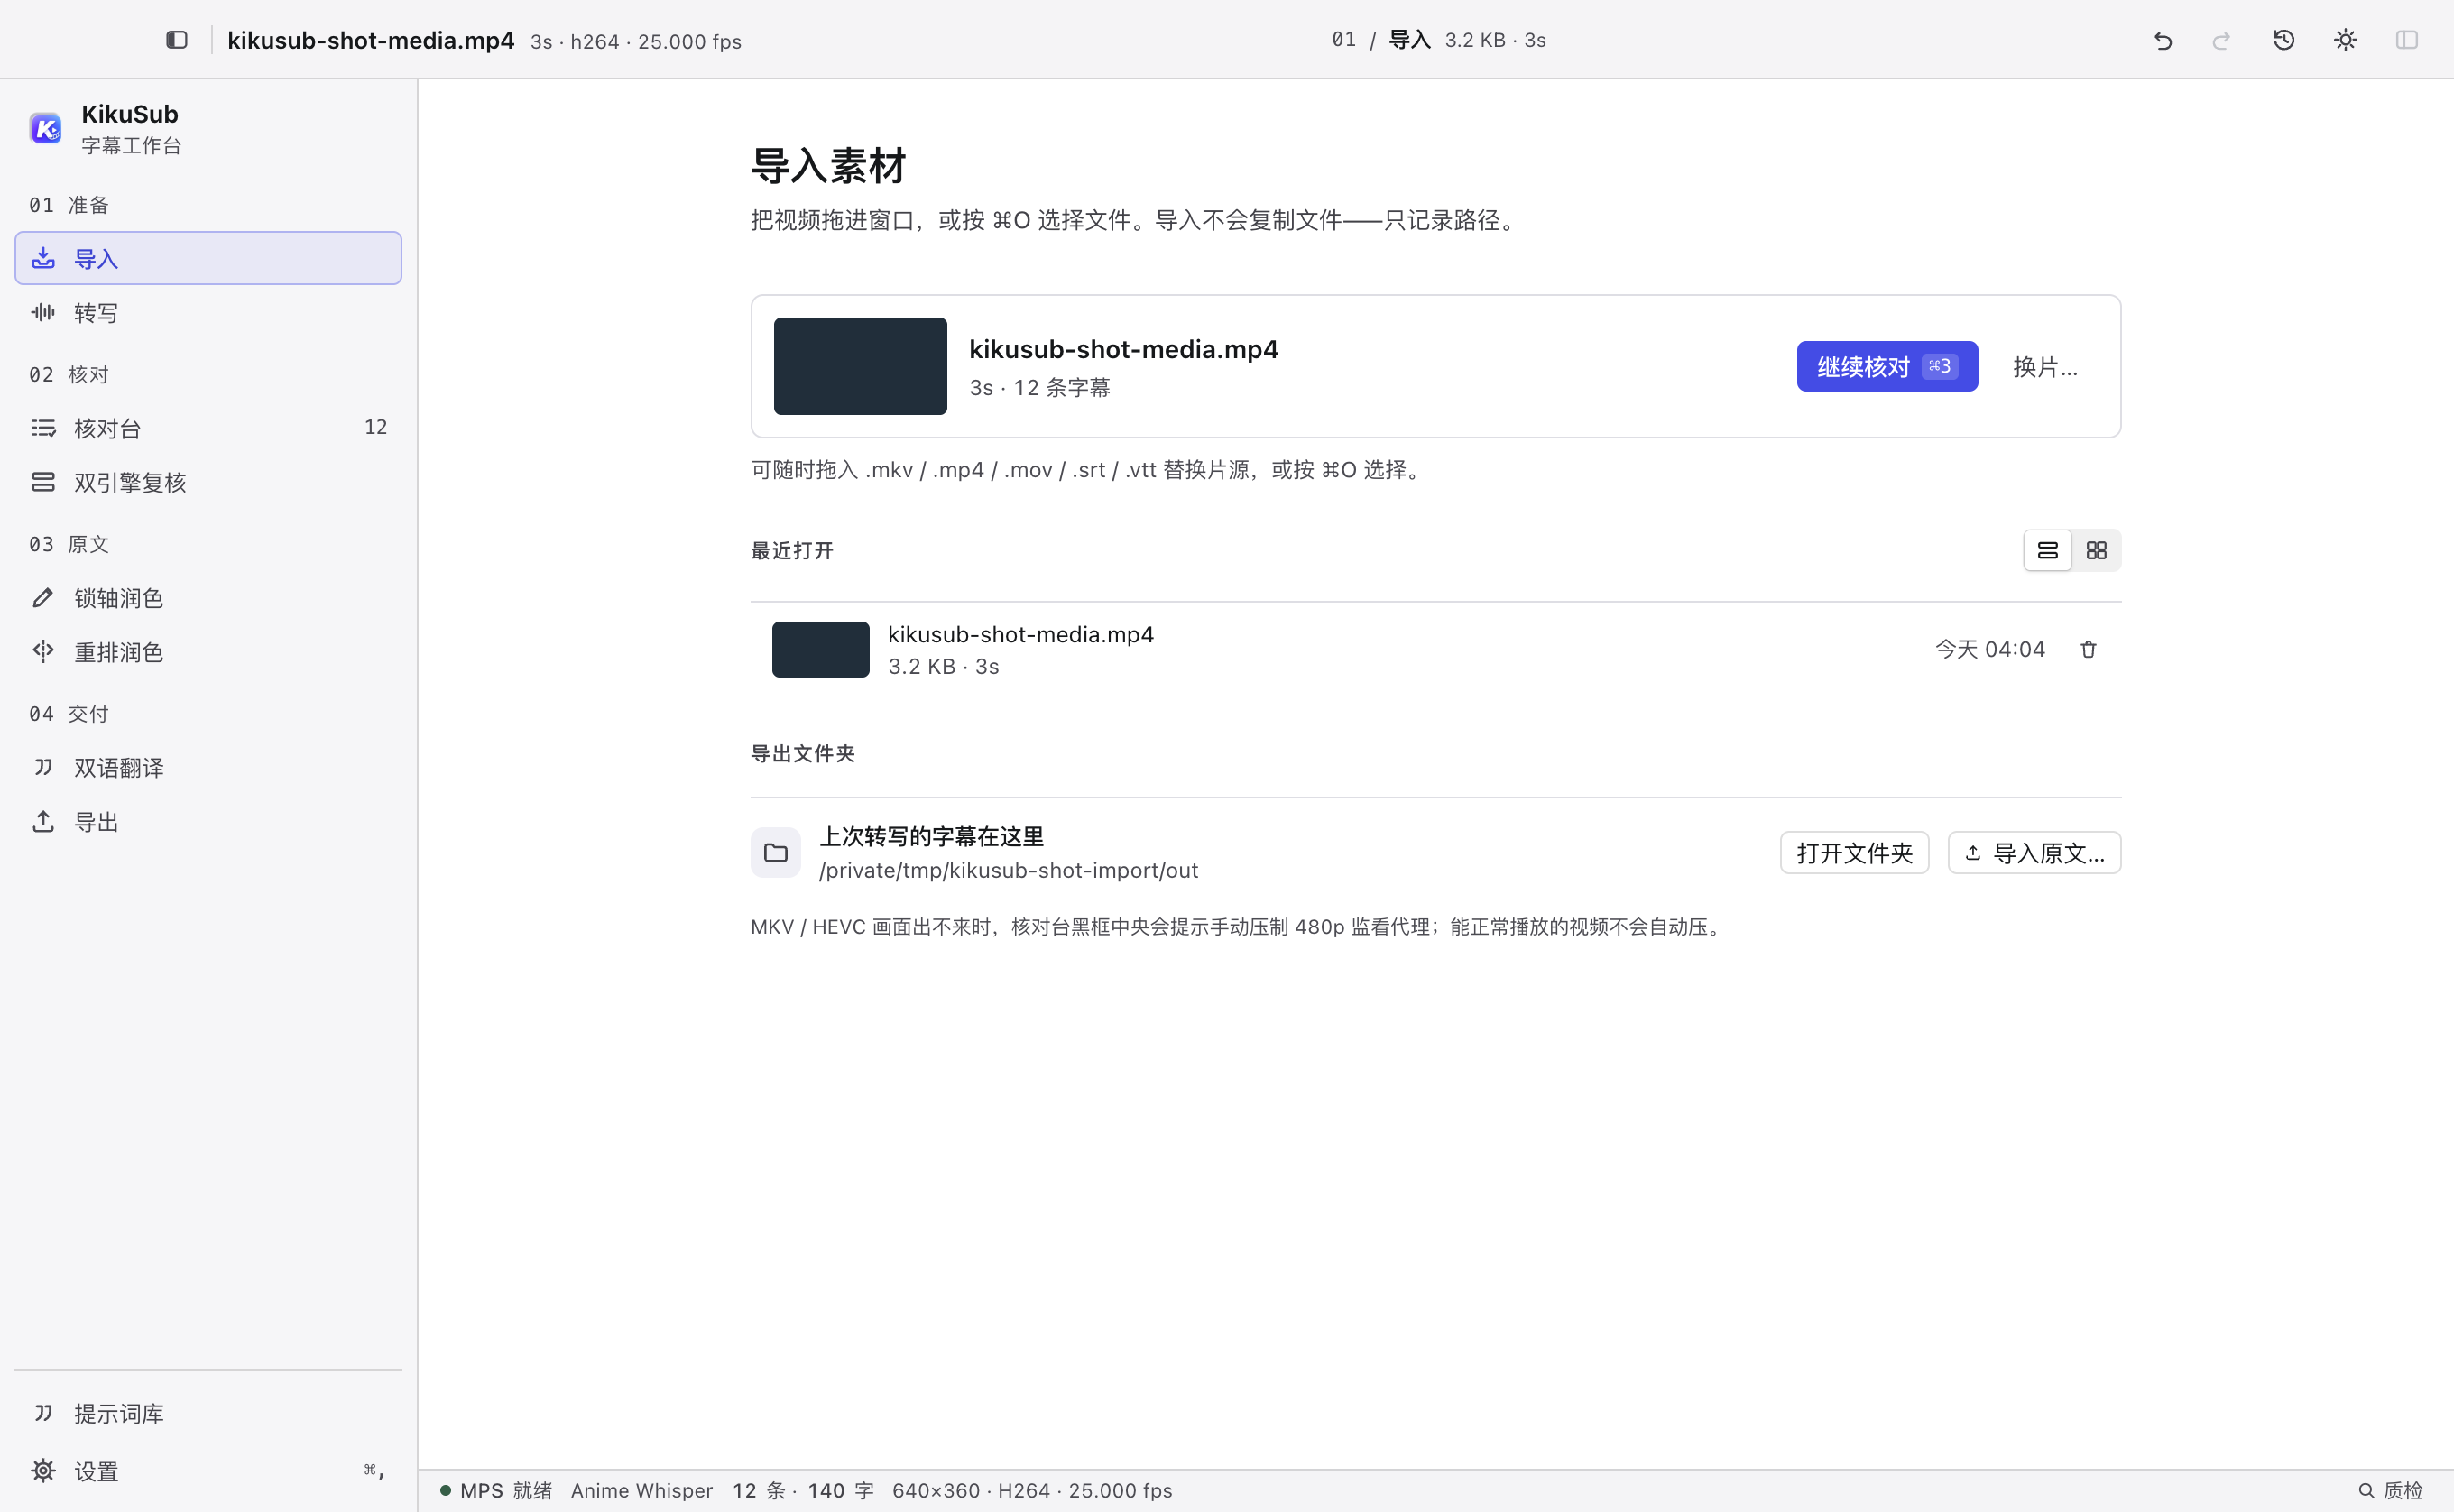 kikusub-shot-media.mp4 3s · h264 · 25.000 fps
01 / 导入 3.2 KB · 3s
KikuSub
字幕工作台
01 准备
导入
转写
02 核对
核对台 12
双引擎复核
03 原文
锁轴润色
重排润色
04 交付
双语翻译
导出
提示词库
设置 ⌘,
导入素材
把视频拖进窗口，或按 ⌘O 选择文件。导入不会复制文件——只记录路径。
kikusub-shot-media.mp4
3s · 12 条字幕
继续核对 ⌘3
换片…
可随时拖入 .mkv / .mp4 / .mov / .srt / .vtt 替换片源，或按 ⌘O 选择。
最近打开
kikusub-shot-media.mp4
3.2 KB · 3s
今天 04:04
导出文件夹
上次转写的字幕在这里
/private/tmp/kikusub-shot-import/out
打开文件夹
导入原文…
MKV / HEVC 画面出不来时，核对台黑框中央会提示手动压制 480p 监看代理；能正常播放的视频不会自动压。
MPS 就绪 Anime Whisper 12 条 · 140 字 640×360 · H264 · 25.000 fps
质检